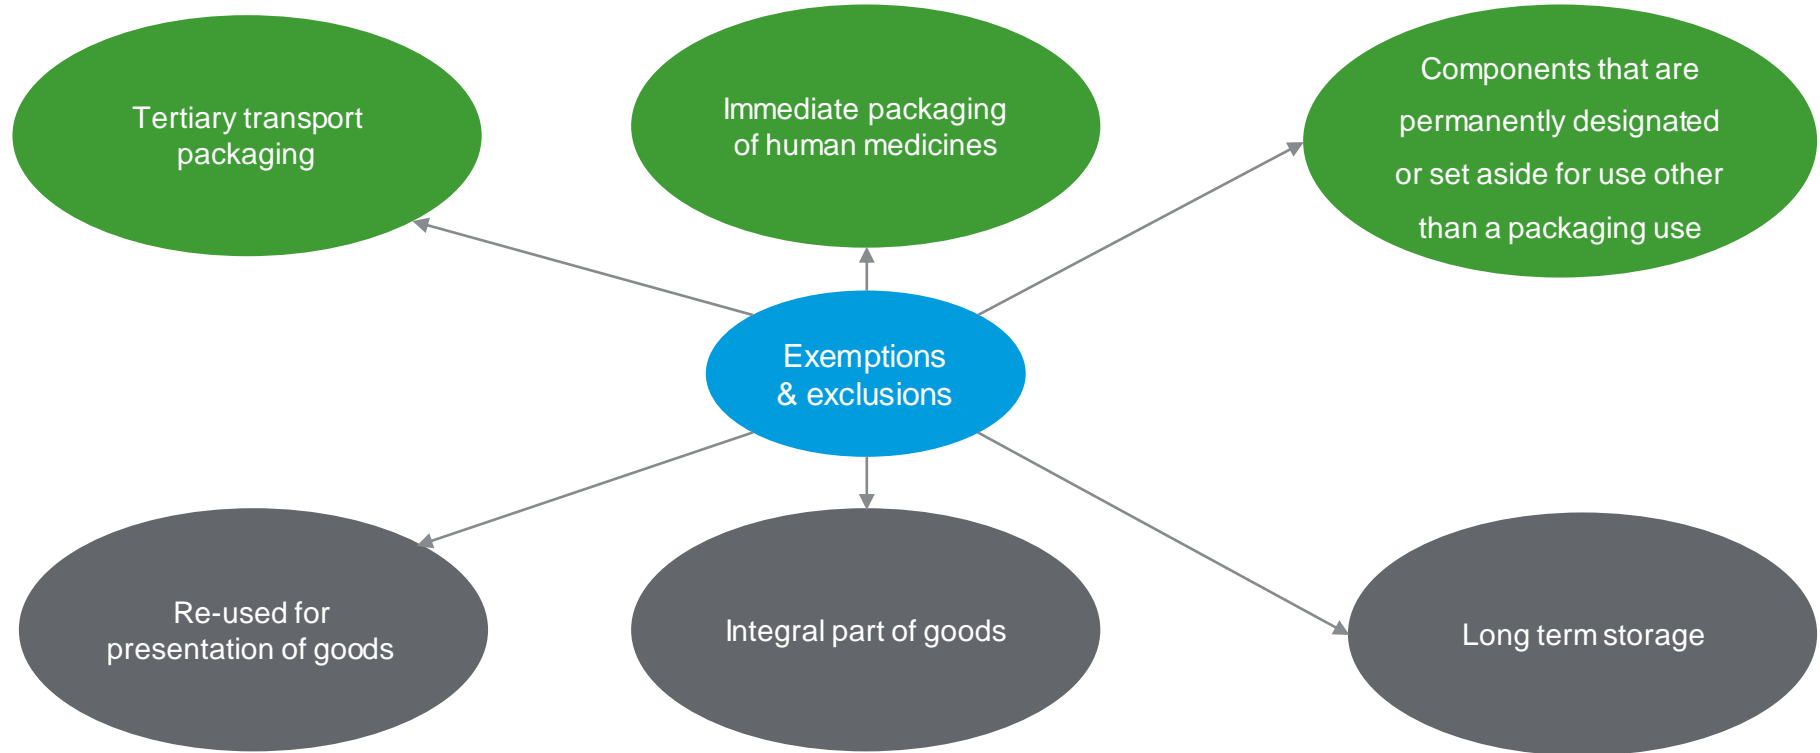 Tertiary transport
packaging
Immediate packaging
of human medicines
Components that are
permanently designated
or set aside for use other
than a packaging use
Exemptions
& exclusions
Re-used for
presentation of goods
Integral part of goods
Long term storage